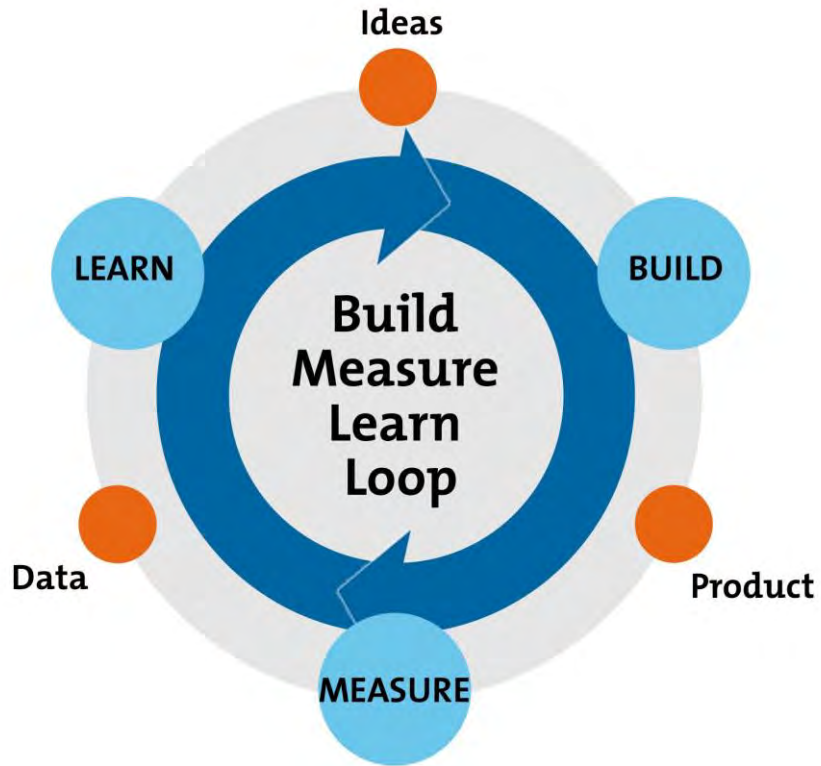 Ideas
LEARN
BUILD
Build
Measure
Learn
Loop
Data
Product
MEASURE